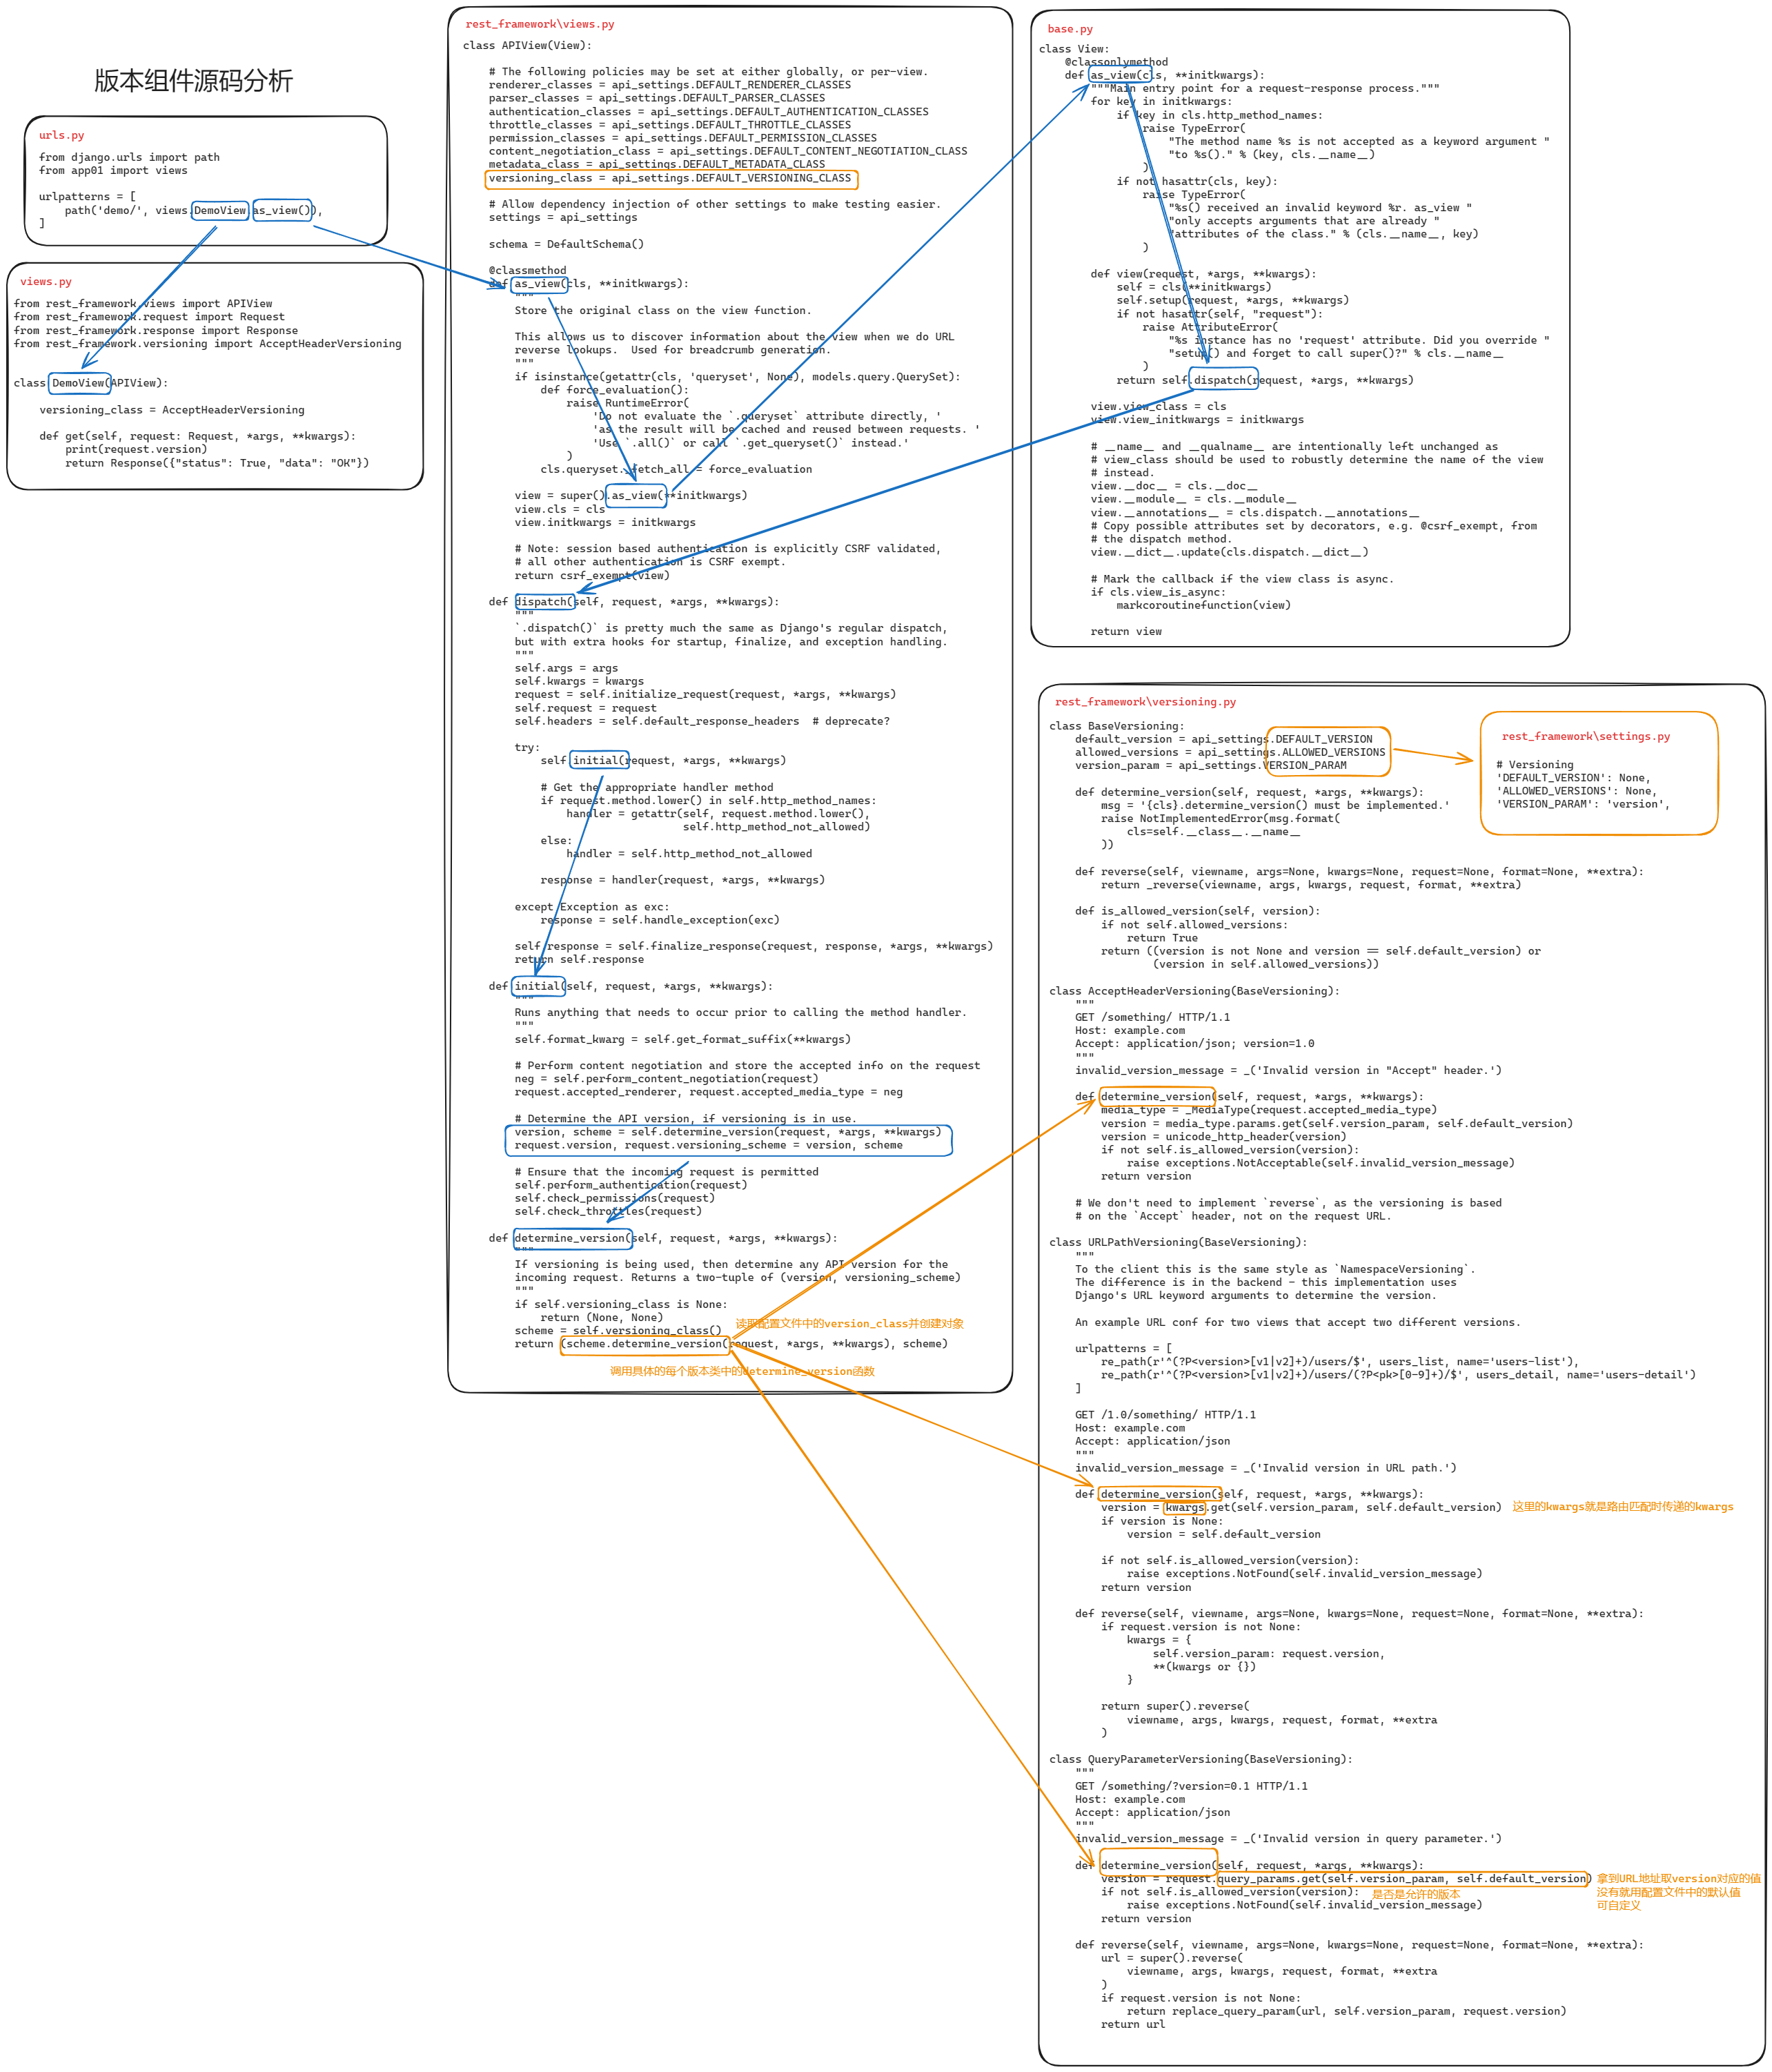 版本组件源码分析
urls.py
from django.urls import path
from app01 import views
urlpatterns = [
    path('demo/', views.DemoView.as_view()),
]
views.py
from rest_framework.views import APIView
from rest_framework.request import Request
from rest_framework.response import Response
from rest_framework.versioning import AcceptHeaderVersioning
class DemoView(APIView):
    versioning_class = AcceptHeaderVersioning
    def get(self, request: Request, *args, **kwargs):
        print(request.version)
        return Response({"status": True, "data": "OK"})
rest_framework\views.py
class APIView(View):
    # The following policies may be set at either globally, or per-view.
    renderer_classes = api_settings.DEFAULT_RENDERER_CLASSES
    parser_classes = api_settings.DEFAULT_PARSER_CLASSES
    authentication_classes = api_settings.DEFAULT_AUTHENTICATION_CLASSES
    throttle_classes = api_settings.DEFAULT_THROTTLE_CLASSES
    permission_classes = api_settings.DEFAULT_PERMISSION_CLASSES
    content_negotiation_class = api_settings.DEFAULT_CONTENT_NEGOTIATION_CLASS
    metadata_class = api_settings.DEFAULT_METADATA_CLASS
    versioning_class = api_settings.DEFAULT_VERSIONING_CLASS
    # Allow dependency injection of other settings to make testing easier.
    settings = api_settings
    schema = DefaultSchema()
    @classmethod
    def as_view(cls, **initkwargs):
        """
        Store the original class on the view function.
        This allows us to discover information about the view when we do URL
        reverse lookups.  Used for breadcrumb generation.
        """
        if isinstance(getattr(cls, 'queryset', None), models.query.QuerySet):
            def force_evaluation():
                raise RuntimeError(
                    'Do not evaluate the `.queryset` attribute directly, '
                    'as the result will be cached and reused between requests. '
                    'Use `.all()` or call `.get_queryset()` instead.'
                )
            cls.queryset._fetch_all = force_evaluation
        view = super().as_view(**initkwargs)
        view.cls = cls
        view.initkwargs = initkwargs
        # Note: session based authentication is explicitly CSRF validated,
        # all other authentication is CSRF exempt.
        return csrf_exempt(view)
    def dispatch(self, request, *args, **kwargs):
        """
        `.dispatch()` is pretty much the same as Django's regular dispatch,
        but with extra hooks for startup, finalize, and exception handling.
        """
        self.args = args
        self.kwargs = kwargs
        request = self.initialize_request(request, *args, **kwargs)
        self.request = request
        self.headers = self.default_response_headers  # deprecate?
        try:
            self.initial(request, *args, **kwargs)
            # Get the appropriate handler method
            if request.method.lower() in self.http_method_names:
                handler = getattr(self, request.method.lower(),
                                  self.http_method_not_allowed)
            else:
                handler = self.http_method_not_allowed
            response = handler(request, *args, **kwargs)
        except Exception as exc:
            response = self.handle_exception(exc)
        self.response = self.finalize_response(request, response, *args, **kwargs)
        return self.response
    def initial(self, request, *args, **kwargs):
        """
        Runs anything that needs to occur prior to calling the method handler.
        """
        self.format_kwarg = self.get_format_suffix(**kwargs)
        # Perform content negotiation and store the accepted info on the request
        neg = self.perform_content_negotiation(request)
        request.accepted_renderer, request.accepted_media_type = neg
        # Determine the API version, if versioning is in use.
        version, scheme = self.determine_version(request, *args, **kwargs)
        request.version, request.versioning_scheme = version, scheme
        # Ensure that the incoming request is permitted
        self.perform_authentication(request)
        self.check_permissions(request)
        self.check_throttles(request)
    def determine_version(self, request, *args, **kwargs):
        """
        If versioning is being used, then determine any API version for the
        incoming request. Returns a two-tuple of (version, versioning_scheme)
        """
        if self.versioning_class is None:
            return (None, None)
        scheme = self.versioning_class()
读取配置文件中的version_class并创建对象
        return (scheme.determine_version(request, *args, **kwargs), scheme)
调用具体的每个版本类中的determine_version函数
base.py
class View:
    @classonlymethod
    def as_view(cls, **initkwargs):
        """Main entry point for a request-response process."""
        for key in initkwargs:
            if key in cls.http_method_names:
                raise TypeError(
                    "The method name %s is not accepted as a keyword argument "
                    "to %s()." % (key, cls.__name__)
                )
            if not hasattr(cls, key):
                raise TypeError(
                    "%s() received an invalid keyword %r. as_view "
                    "only accepts arguments that are already "
                    "attributes of the class." % (cls.__name__, key)
                )
        def view(request, *args, **kwargs):
            self = cls(**initkwargs)
            self.setup(request, *args, **kwargs)
            if not hasattr(self, "request"):
                raise AttributeError(
                    "%s instance has no 'request' attribute. Did you override "
                    "setup() and forget to call super()?" % cls.__name__
                )
            return self.dispatch(request, *args, **kwargs)
        view.view_class = cls
        view.view_initkwargs = initkwargs
        # __name__ and __qualname__ are intentionally left unchanged as
        # view_class should be used to robustly determine the name of the view
        # instead.
        view.__doc__ = cls.__doc__
        view.__module__ = cls.__module__
        view.__annotations__ = cls.dispatch.__annotations__
        # Copy possible attributes set by decorators, e.g. @csrf_exempt, from
        # the dispatch method.
        view.__dict__.update(cls.dispatch.__dict__)
        # Mark the callback if the view class is async.
        if cls.view_is_async:
            markcoroutinefunction(view)
        return view
rest_framework\versioning.py
class BaseVersioning:
    default_version = api_settings.DEFAULT_VERSION
    allowed_versions = api_settings.ALLOWED_VERSIONS
    version_param = api_settings.VERSION_PARAM
rest_framework\settings.py
# Versioning
'DEFAULT_VERSION': None,
'ALLOWED_VERSIONS': None,
'VERSION_PARAM': 'version',
    def determine_version(self, request, *args, **kwargs):
        msg = '{cls}.determine_version() must be implemented.'
        raise NotImplementedError(msg.format(
            cls=self.__class__.__name__
        ))
    def reverse(self, viewname, args=None, kwargs=None, request=None, format=None, **extra):
        return _reverse(viewname, args, kwargs, request, format, **extra)
    def is_allowed_version(self, version):
        if not self.allowed_versions:
            return True
        return ((version is not None and version == self.default_version) or
                (version in self.allowed_versions))
class AcceptHeaderVersioning(BaseVersioning):
    """
    GET /something/ HTTP/1.1
    Host: example.com
    Accept: application/json; version=1.0
    """
    invalid_version_message = _('Invalid version in "Accept" header.')
    def determine_version(self, request, *args, **kwargs):
        media_type = _MediaType(request.accepted_media_type)
        version = media_type.params.get(self.version_param, self.default_version)
        version = unicode_http_header(version)
        if not self.is_allowed_version(version):
            raise exceptions.NotAcceptable(self.invalid_version_message)
        return version
    # We don't need to implement `reverse`, as the versioning is based
    # on the `Accept` header, not on the request URL.
class URLPathVersioning(BaseVersioning):
    """
    To the client this is the same style as `NamespaceVersioning`.
    The difference is in the backend - this implementation uses
    Django's URL keyword arguments to determine the version.
    An example URL conf for two views that accept two different versions.
    urlpatterns = [
        re_path(r'^(?P<version>[v1|v2]+)/users/$', users_list, name='users-list'),
        re_path(r'^(?P<version>[v1|v2]+)/users/(?P<pk>[0-9]+)/$', users_detail, name='users-detail')
    ]
    GET /1.0/something/ HTTP/1.1
    Host: example.com
    Accept: application/json
    """
    invalid_version_message = _('Invalid version in URL path.')
    def determine_version(self, request, *args, **kwargs):
        version = kwargs.get(self.version_param, self.default_version)
这里的kwargs就是路由匹配时传递的kwargs
        if version is None:
            version = self.default_version
        if not self.is_allowed_version(version):
            raise exceptions.NotFound(self.invalid_version_message)
        return version
    def reverse(self, viewname, args=None, kwargs=None, request=None, format=None, **extra):
        if request.version is not None:
            kwargs = {
                self.version_param: request.version,
                **(kwargs or {})
            }
        return super().reverse(
            viewname, args, kwargs, request, format, **extra
        )
class QueryParameterVersioning(BaseVersioning):
    """
    GET /something/?version=0.1 HTTP/1.1
    Host: example.com
    Accept: application/json
    """
    invalid_version_message = _('Invalid version in query parameter.')
    def determine_version(self, request, *args, **kwargs):
        version = request.query_params.get(self.version_param, self.default_version)
拿到URL地址取version对应的值
没有就用配置文件中的默认值
可自定义
        if not self.is_allowed_version(version):
是否是允许的版本
            raise exceptions.NotFound(self.invalid_version_message)
        return version
    def reverse(self, viewname, args=None, kwargs=None, request=None, format=None, **extra):
        url = super().reverse(
            viewname, args, kwargs, request, format, **extra
        )
        if request.version is not None:
            return replace_query_param(url, self.version_param, request.version)
        return url